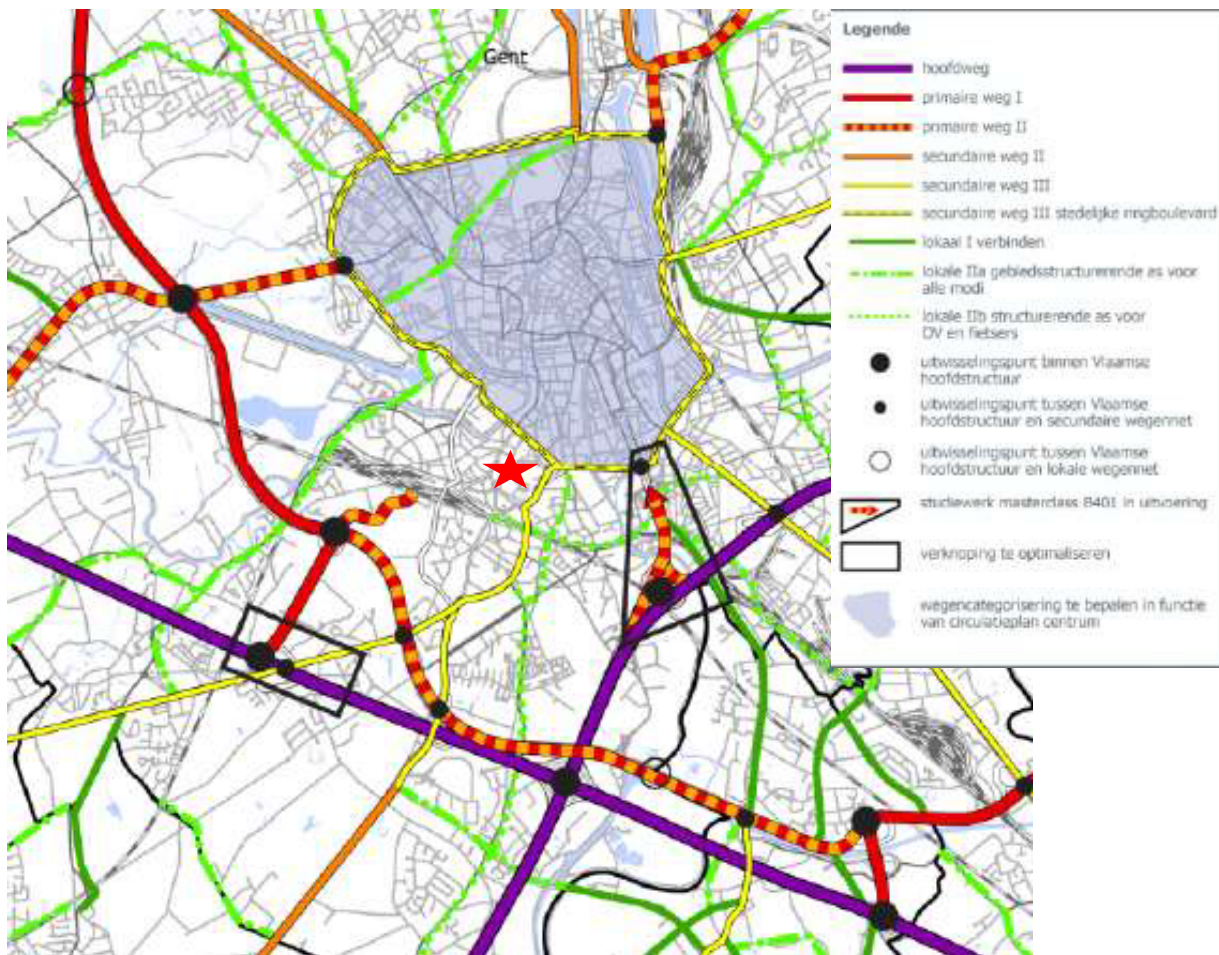 Gent
Legende
hoofdweg
primaire weg I
primaire weg II
secundaire weg II
secundaire weg III
secundaire weg III stedelijke ringboulevard
lokaal I verbinden
lokale IIa gebiedsstructurerende as voor
alle modi
lokale IIb structurerende as voor
OV en fietsers
uitwisselingspunt binnen Vlaamse
hoofdstructuur
uitwisselingspunt tussen Vlaamse
hoofdstructuur en secundaire wegennet
uitwisselingspunt tussen Vlaamse
hoofdstructuur en lokale wegennet
studiewerk masterclass B401 in uitvoering
verknoping te optimaliseren
wegencategorisering te bepalen in functie
van circulatieplan centrum